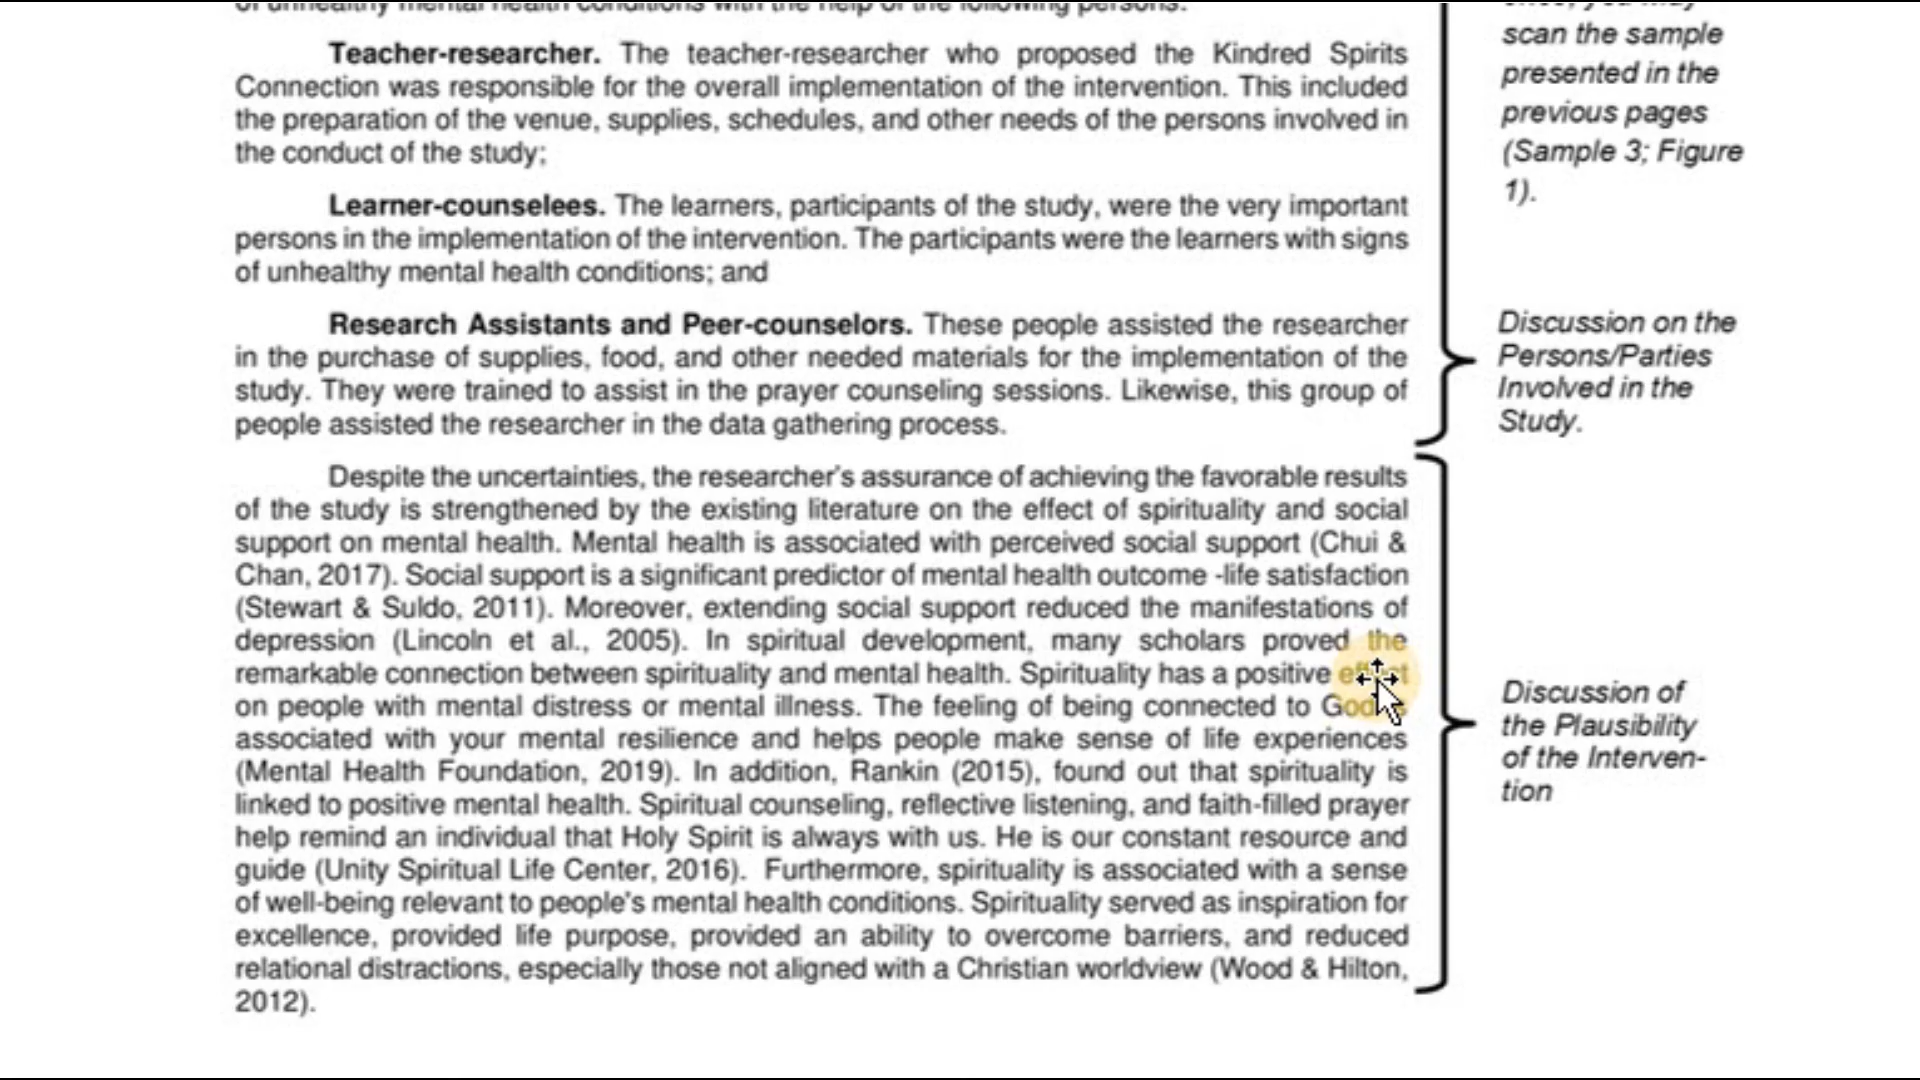 of unhealthy mental health conditions with the help of the following persons.
Teacher-researcher. The teacher-researcher who proposed the Kindred Spirits
Connection was responsible for the overall implementation of the intervention. This included
the preparation of the venue, supplies, schedules, and other needs of the persons involved in
the conduct of the study;
Learner-counselees. The learners, participants of the study, were the very important
persons in the implementation of the intervention. The participants were the learners with signs
of unhealthy mental health conditions; and
Research Assistants and Peer-counselors. These people assisted the researcher
in the purchase of supplies, food, and other needed materials for the implementation of the
study. They were trained to assist in the prayer counseling sessions. Likewise, this group of
people assisted the researcher in the data gathering process.
Despite the uncertainties, the researcher's assurance of achieving the favorable results
of the study is strengthened by the existing literature on the effect of spirituality and social
support on mental health. Mental health is associated with perceived social support (Chui &
Chan, 2017). Social support is a significant predictor of mental health outcome -life satisfaction
(Stewart & Suldo, 2011). Moreover, extending social support reduced the manifestations of
depression (Lincoln et al., 2005). In spiritual development, many scholars proved the
remarkable connection between spirituality and mental health. Spirituality has a positive effect
on people with mental distress or mental illness. The feeling of being connected to God is
associated with your mental resilience and helps people make sense of life experiences
(Mental Health Foundation, 2019). In addition, Rankin (2015), found out that spirituality is
linked to positive mental health. Spiritual counseling, reflective listening, and faith-filled prayer
help remind an individual that Holy Spirit is always with us. He is our constant resource and
guide (Unity Spiritual Life Center, 2016). Furthermore, spirituality is associated with a sense
of well-being relevant to people's mental health conditions. Spirituality served as inspiration for
excellence, provided life purpose, provided an ability to overcome barriers, and reduced
relational distractions, especially those not aligned with a Christian worldview (Wood & Hilton,
2012).
you may
scan the sample
presented in the
previous pages
(Sample 3; Figure
1).
Discussion on the
Persons/Parties
Involved in the
Study.
Discussion of
the Plausibility
of the Interven-
tion